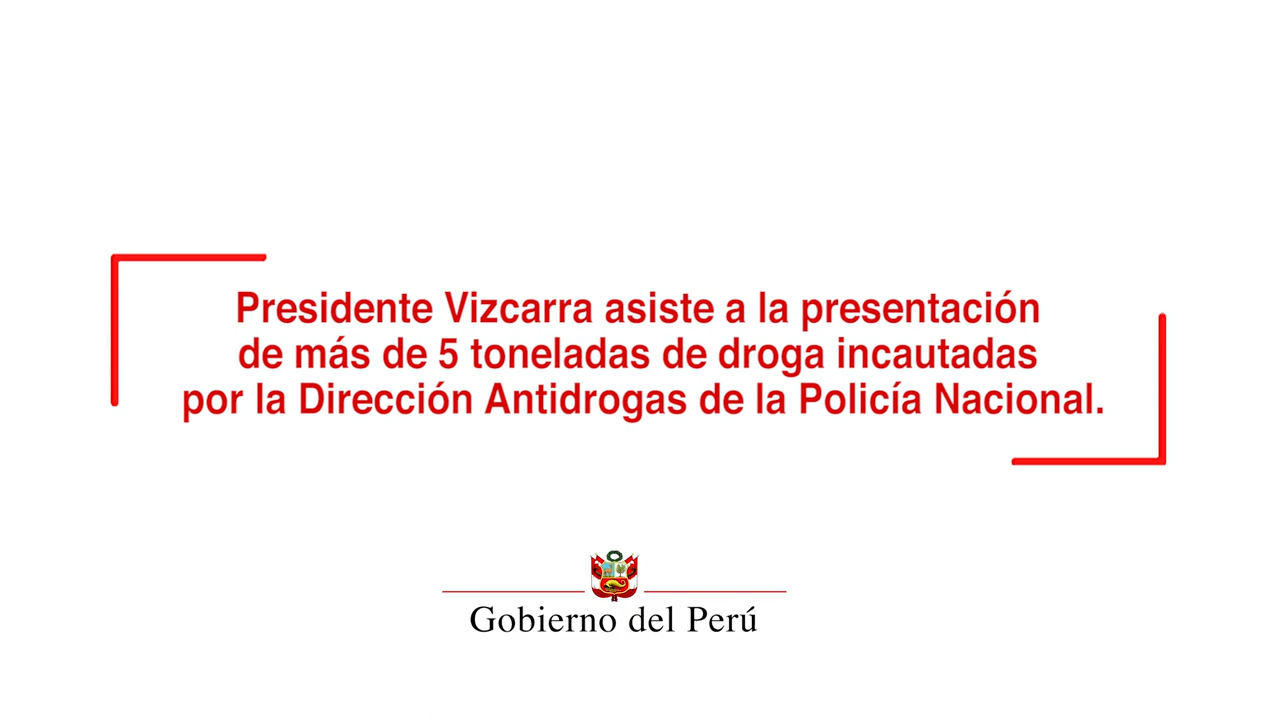 Presidente Vizcarra asiste a la presentación
de más de 5 toneladas de droga incautadas
por la Dirección Antidrogas de la Policía Nacional.
Gobierno del Perú